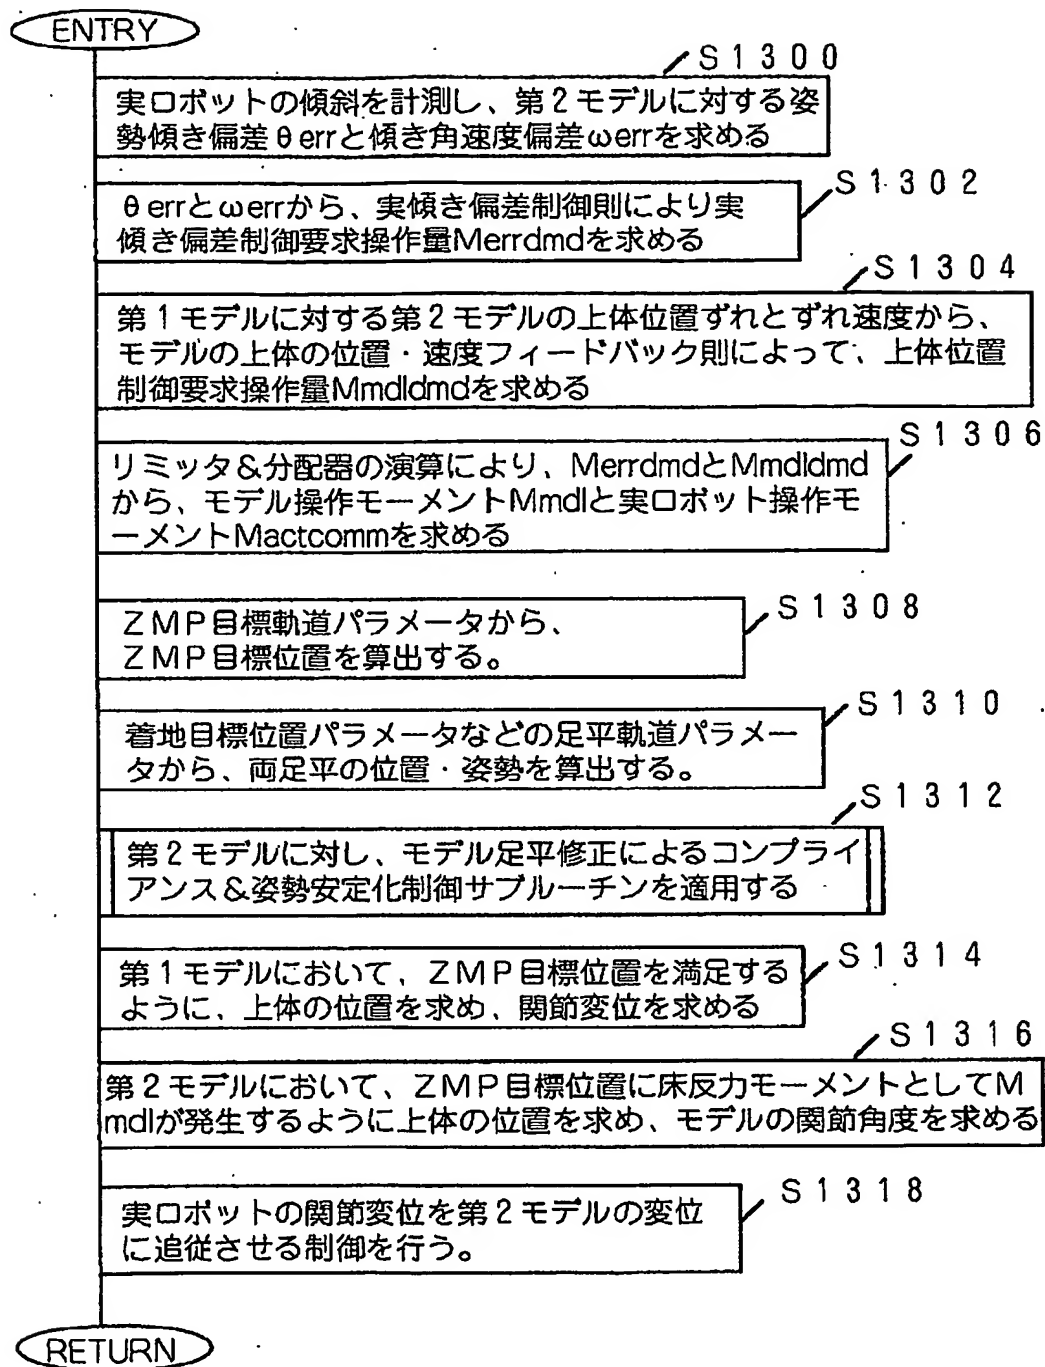 ENTRY
S1300
実ロボットの傾斜を計測し、第2モデルに対する姿
勢傾き偏差θerrと傾き角速度偏差ωerrを求める
S1302
θerrとωerrから、実傾き偏差制御則により実
傾き偏差制御要求操作量Merrdmdを求める
S1304
第1モデルに対する第2モデルの上体位置ずれとずれ速度から、
モデルの上体の位置・速度フィードバック則によって、上体位置
制御要求操作量Mmdldmdを求める
S1306
リミッタ&分配器の演算により、MerrdmdとMmdldmd
から、モデル操作モーメントMmdlと実ロボット操作モ
ーメントMactcommを求める
S1308
ZMP目標軌道パラメータから、
ZMP目標位置を算出する。
S1310
着地目標位置パラメータなどの足平軌道パラメー
タから、両足平の位置・姿勢を算出する。
S1312
第2モデルに対し、モデル足平修正によるコンプライ
アンス&姿勢安定化制御サブルーチンを適用する
S1314
第1モデルにおいて、ZMP目標位置を満足する
ように、上体の位置を求め、関節変位を求める
S1316
第2モデルにおいて、ZMP目標位置に床反力モーメントとしてM
mdlが発生するように上体の位置を求め、モデルの関節角度を求める
S1318
実ロボットの関節変位を第2モデルの変位
に追従させる制御を行う。
RETURN